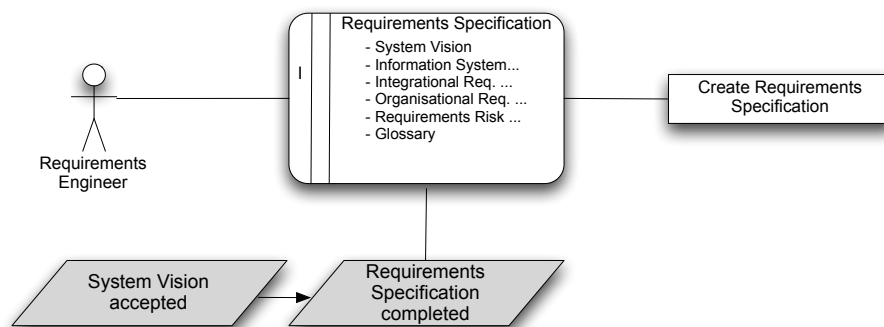 Requirements Specification
- System Vision
- Information System...
- Integrational Req. ...
- Organisational Req. ...
- Requirements Risk ...
- Glossary
I
Requirements
Engineer
Create Requirements
Specification
System Vision
accepted
Requirements
Specification
completed